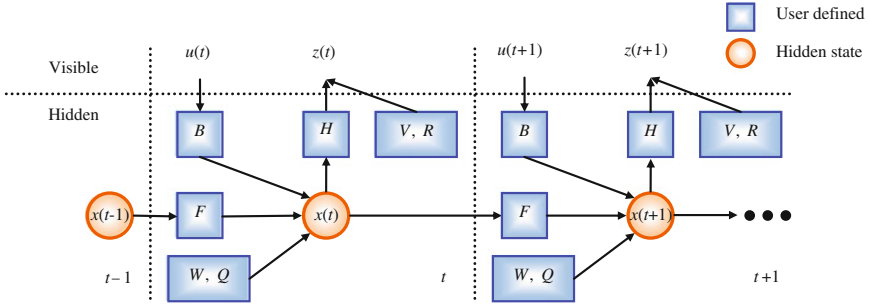 User defined
u(t)
z(t)
u(t+1)
z(t+1)
Hidden state
Visible
Hidden
B
H
V, R
B
H
V, R
x(t-1)
F
x(t)
F
x(t+1)
W, Q
t–1
t
W, Q
t+1